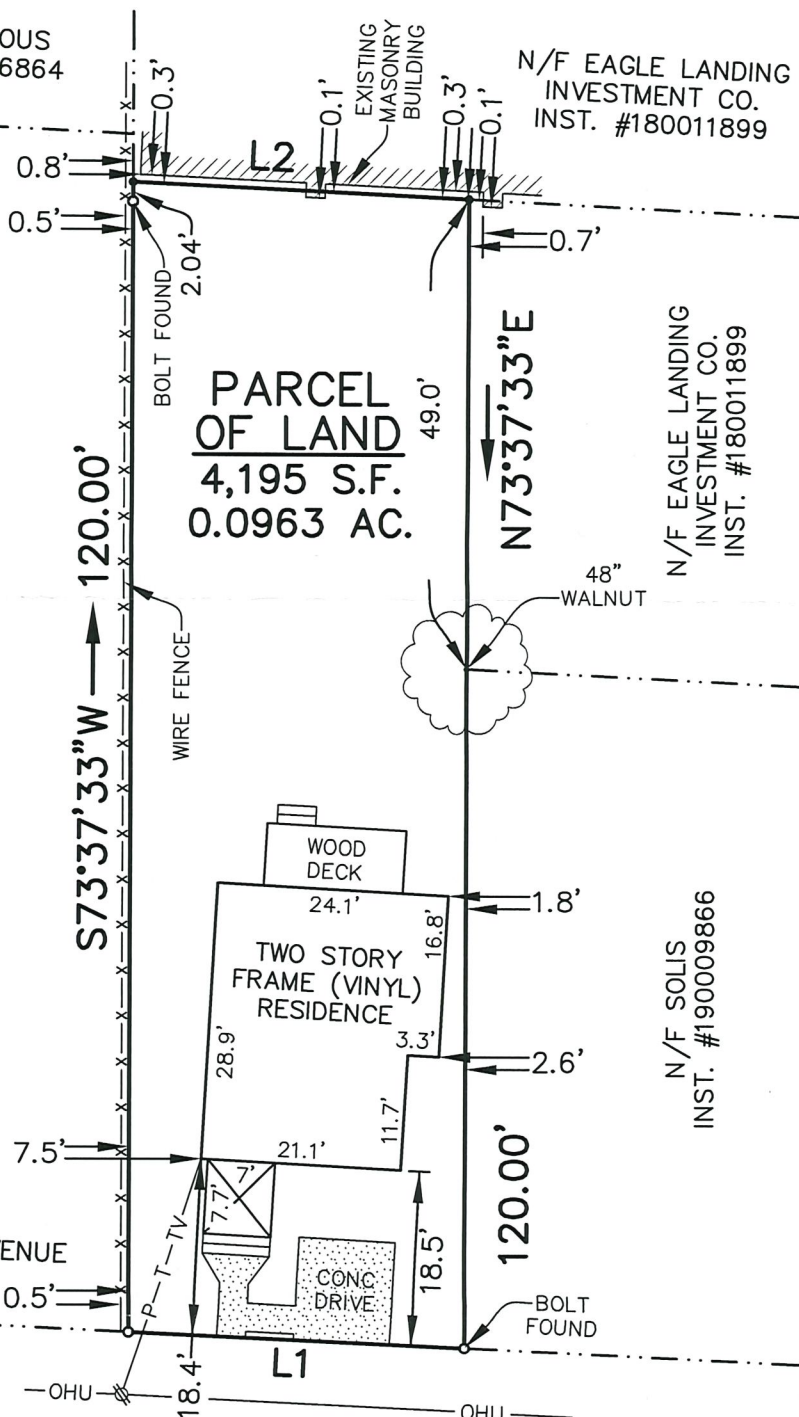 OUS
6864
0.3'
0.1'
EXISTING
MASONRY
BUILDING
0.3'
0.1'
N/F EAGLE LANDING
INVESTMENT CO.
INST. #180011899
0.8'
L2
0.5'
2.04'
BOLT FOUND
0.7'
PARCEL
OF LAND
4,195 S.F.
0.0963 AC.
49.0'
N73°37'33"E
N/F EAGLE LANDING
INVESTMENT CO.
INST. #180011899
S73°37'33"W
120.00'
WIRE FENCE
48"
WALNUT
WOOD
DECK
24.1'
1.8'
16.8'
TWO STORY
FRAME (VINYL)
RESIDENCE
28.9'
3.3'
2.6'
N/F SOLIS
INST. #190009866
11.7'
7.5'
21.1'
7'
7.7'
120.00'
P—T—TV
18.5'
ENUE
0.5'
CONC
DRIVE
BOLT
FOUND
L1
18.4'
OHU
OHU